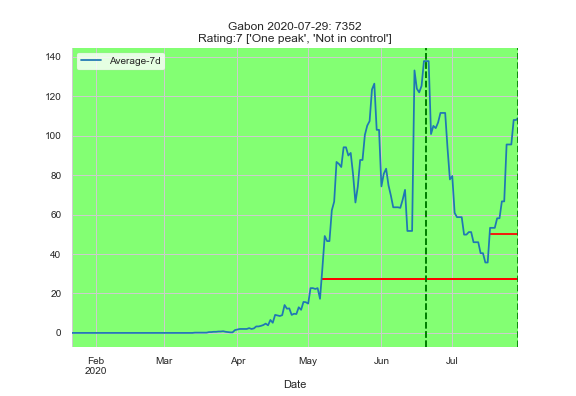 Gabon 2020-07-29: 7352
Rating:7 ['One peak', 'Not in control']
Average-7d
140
120
100
80
60
40
20
0
Feb
2020
Mar
Apr
May
Jun
Jul
Date